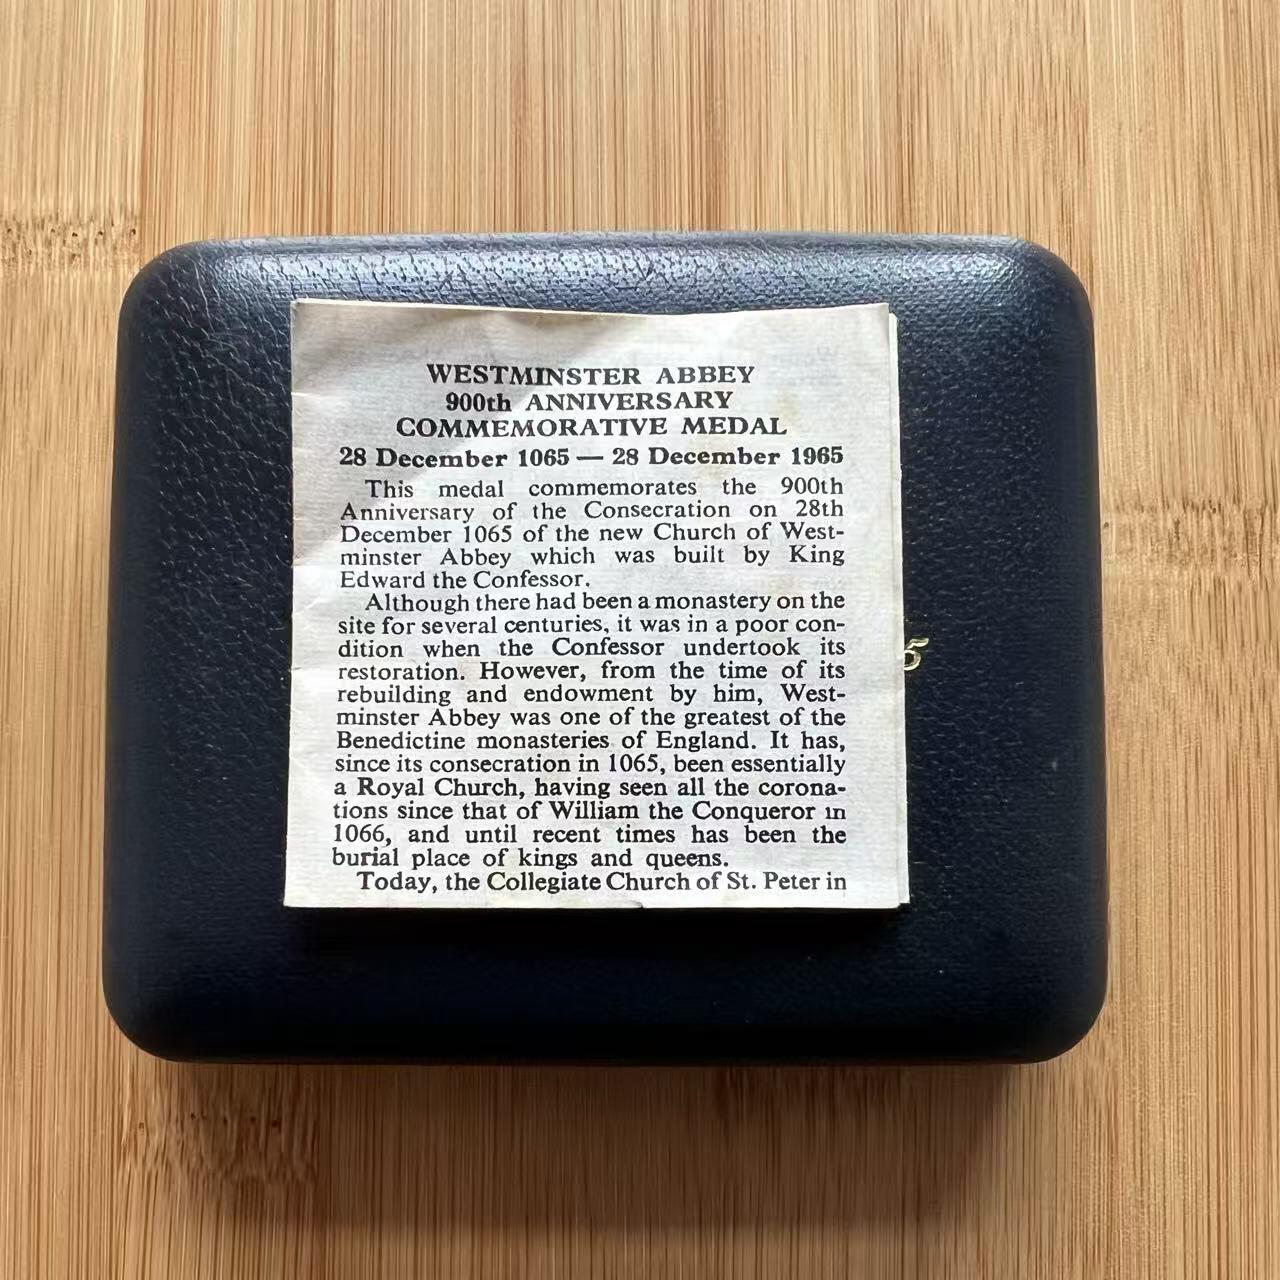 WESTMINSTER ABBEY
900th ANNIVERSARY
COMMEMORATIVE MEDAL
28 December 1065 — 28 December 1965
This medal commemorates the 900th
Anniversary of the Consecration on 28th
December 1065 of the new Church of West-
minster Abbey which was built by King
Edward the Confessor.
Although there had been a monastery on the
site for several centuries, it was in a poor con-
dition when the Confessor undertook its
restoration. However, from the time of its
rebuilding and endowment by him, West-
minster Abbey was one of the greatest of the
Benedictine monasteries of England. It has,
since its consecration in 1065, been essentially
a Royal Church, having seen all the corona-
tions since that of William the Conqueror in
1066, and until recent times has been the
burial place of kings and queens.
Today, the Collegiate Church of St. Peter in
5